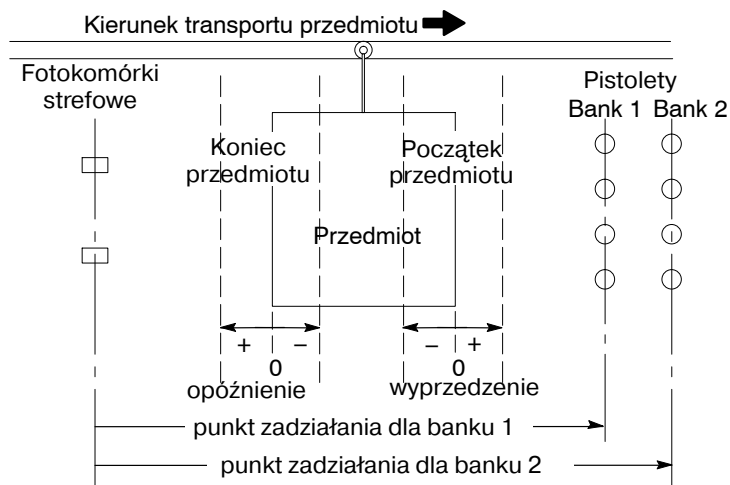 Kierunek transportu przedmiotu
Fotokomórki
strefowe
Pistolety
Bank 1 Bank 2
Koniec
przedmiotu
Początek
przedmiotu
Przedmiot
+ – – +
0 0
opóźnienie wyprzedzenie
punkt zadziałania dla banku 1
punkt zadziałania dla banku 2